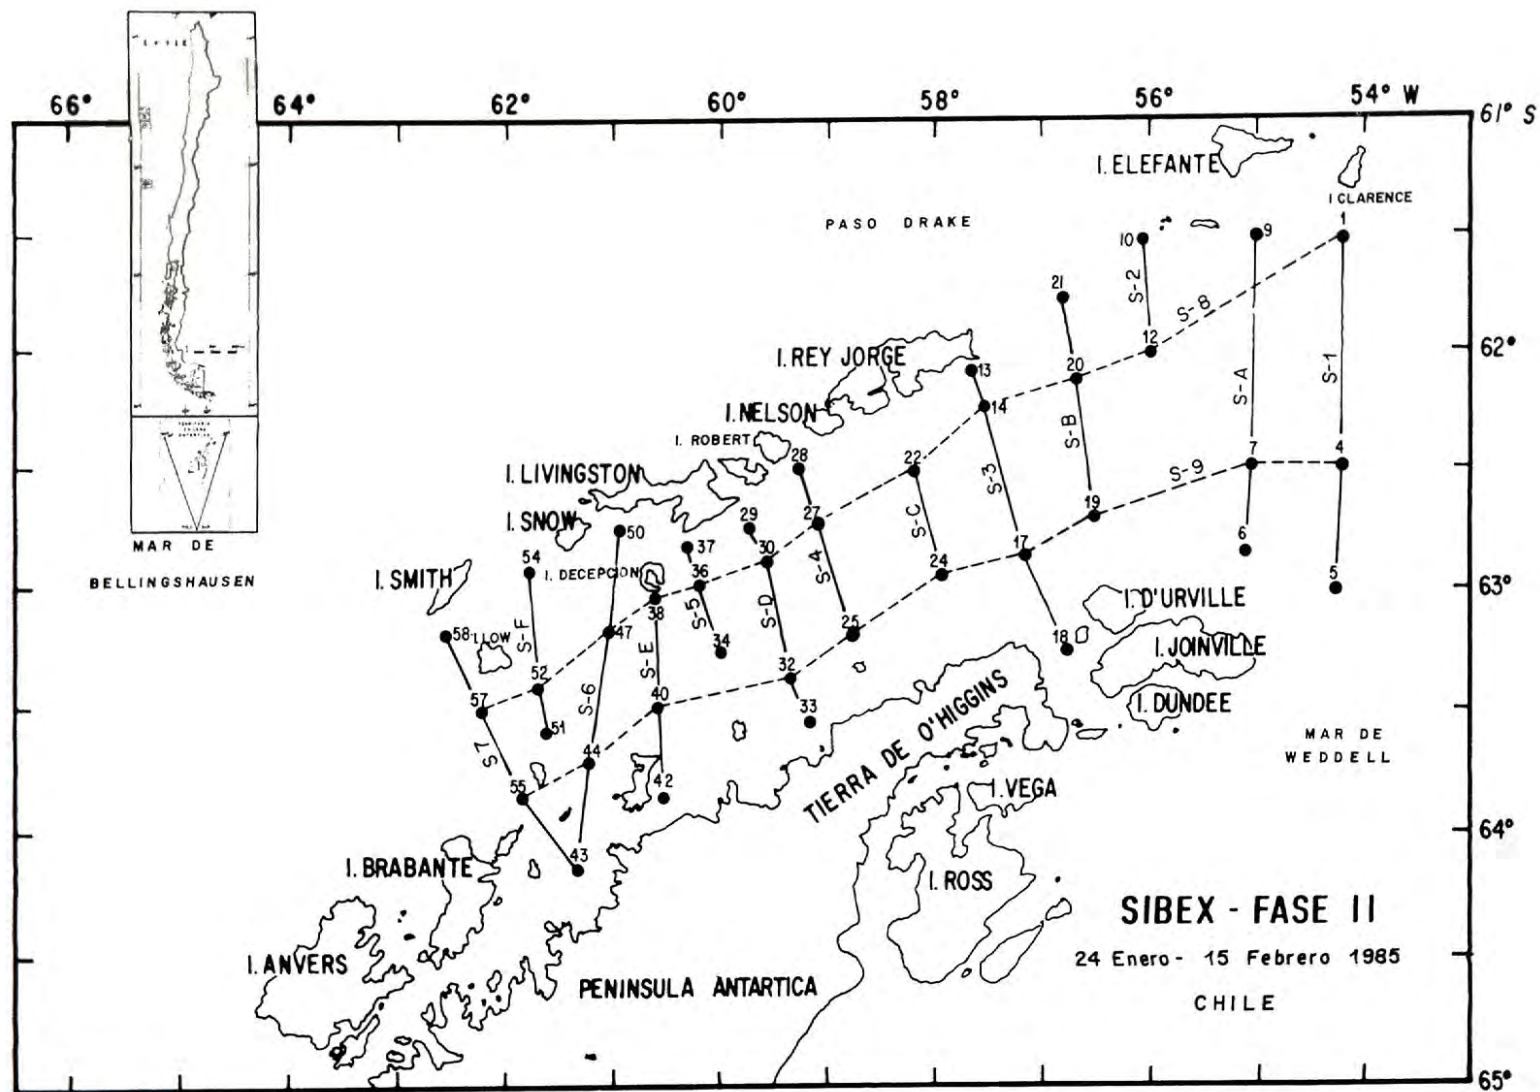 66° 64° 62° 60° 58° 56° 54° W
61° S
I. ELEFANTE
I CLARENCE
PASO DRAKE
1
9
10
S-2
S-8
21
12
62°
I. REY JORGE
13
20
S-A
S-1
14
I. NELSON
S-B
I. ROBERT
28
22
S-3
7
4
S-9
I. LIVINGSTON
27
S-C
19
I. SNOW
50
29
37
30
17
6
MAR DE
BELLINGSHAUSEN
54
I. DECEPCION
36
S-4
24
5
63°
I. SMITH
38
S-5
S-D
I. D'URVILLE
58
I. LOW
S-F
47
S-E
34
25
18
I. JOINVILLE
52
32
57
S-6
40
33
I. DUNDEE
51
TIERRA DE O'HIGGINS
MAR DE
WEDDELL
S7
44
55
42
I. VEGA
64°
43
I. BRABANTE
I. ROSS
SIBEX - FASE II
24 Enero - 15 Febrero 1985
CHILE
I. ANVERS
PENINSULA ANTARTICA
65°